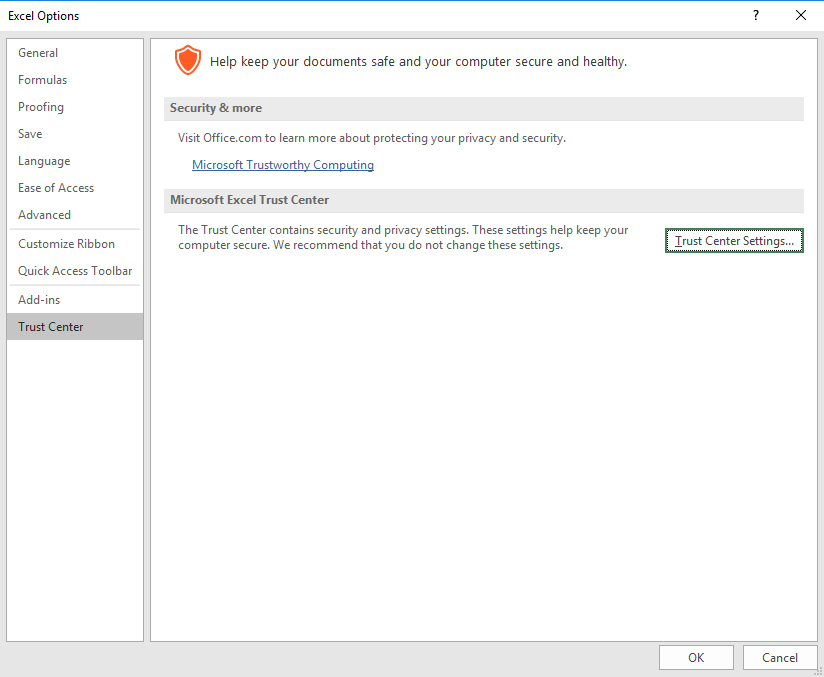 Excel Options
?
General
Formulas
Proofing
Save
Language
Ease of Access
Advanced
Customize Ribbon
Quick Access Toolbar
Add-ins
Trust Center
Help keep your documents safe and your computer secure and healthy.
Security & more
Visit Office.com to learn more about protecting your privacy and security.
Microsoft Trustworthy Computing
Microsoft Excel Trust Center
The Trust Center contains security and privacy settings. These settings help keep your
computer secure. We recommend that you do not change these settings.
Trust Center Settings...
OK
Cancel